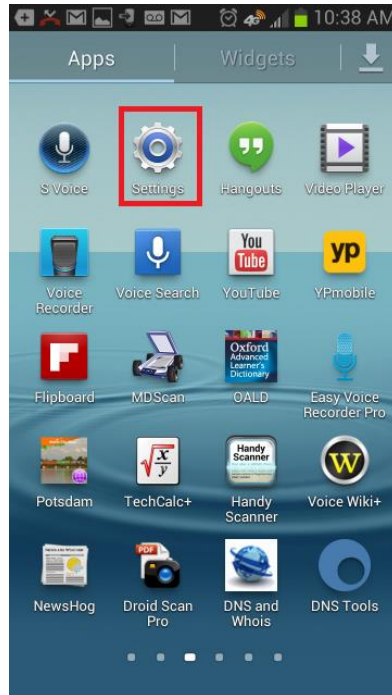 4G 10:38 AM
Apps Widgets
S Voice Settings Hangouts Video Player
You
Tube
yp
Voice
Recorder
Voice Search YouTube YPmobile
Oxford
Advanced
Learner's
Dictionary
Flipboard MDScan OALD Easy Voice
Recorder Pro
Handy
Scanner
√x
y
W
Potsdam TechCalc+ Handy
Scanner
Voice Wiki+
PDF
NewsHog Droid Scan
Pro
DNS and
Whois
DNS Tools